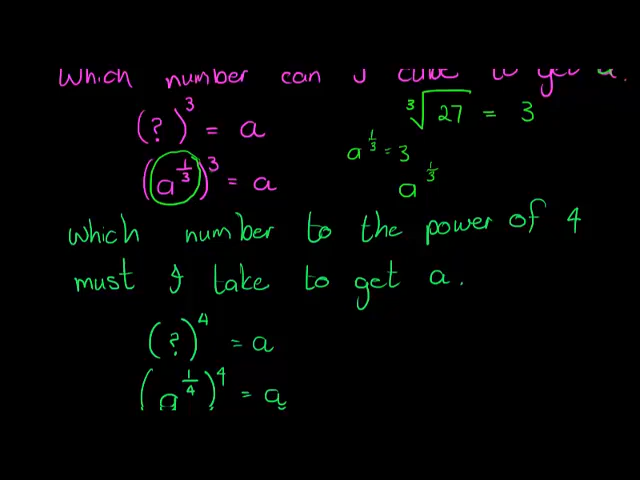 Which number can I cube to get a.
(?)³ = a
∛27 = 3
a^{1/3} = 3
(a^{1/3})³ = a
a^{1/3}
which number to the power of 4
must I take to get a.
(?)⁴ = a
(a^{1/4})⁴ = a